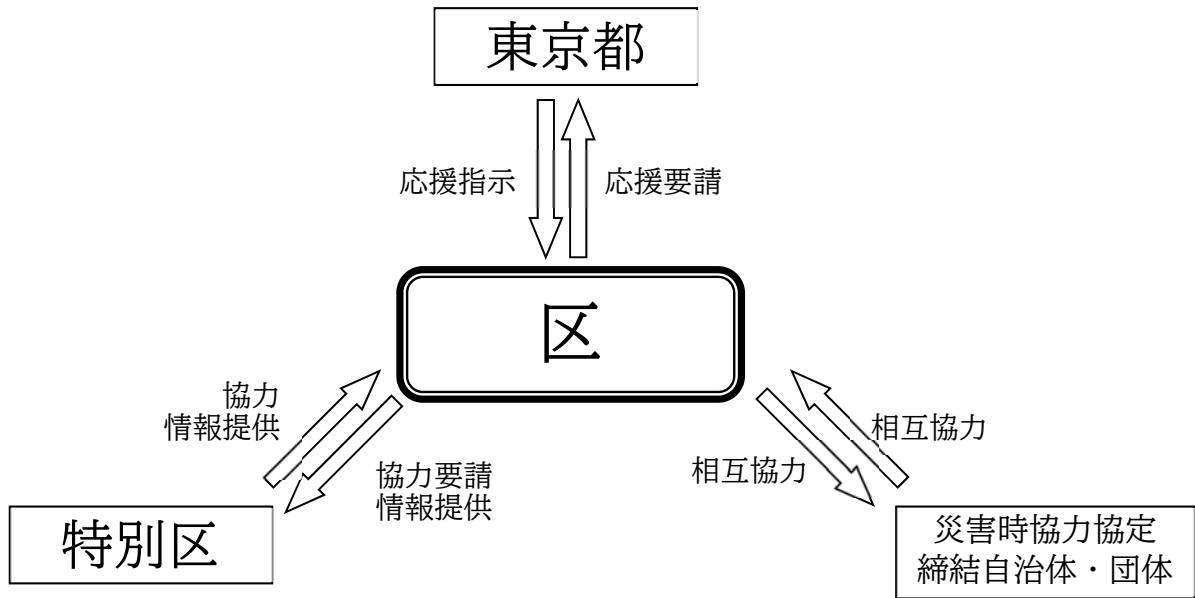 東京都
応援指示
応援要請
区
協力
情報提供
協力要請
情報提供
相互協力
相互協力
特別区
災害時協力協定
締結自治体・団体